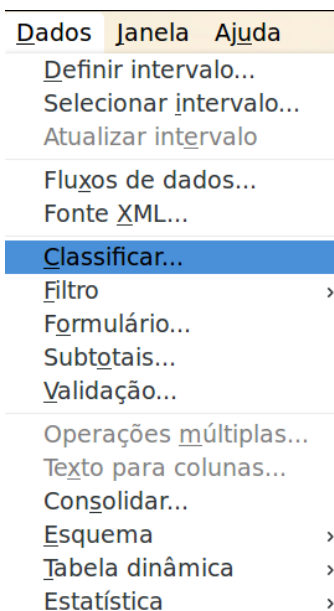 Dados Janela Ajuda
Definir intervalo...
Selecionar intervalo...
Atualizar intervalo
Fluxos de dados...
Fonte XML...
Classificar...
Filtro ›
Formulário...
Subtotais...
Validação...
Operações múltiplas...
Texto para colunas...
Consolidar...
Esquema ›
Tabela dinâmica ›
Estatística ›